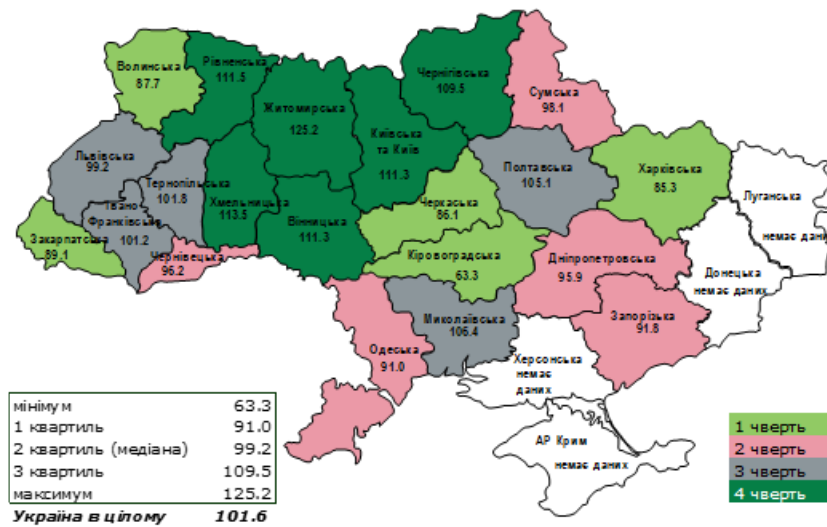 Волинська
87.7
Рівненська
111.5
Житомирська
125.2
Київська
та Київ
111.3
Чернігівська
109.5
Сумська
98.1
Львівська
99.2
Тернопільська
101.8
Хмельницька
113.5
Вінницька
111.3
Івано
Франківська
101.2
Закарпатська
89.1
Чернівецька
96.2
Черкаська
86.1
Полтавська
105.1
Харківська
85.3
Луганська
немає даних
Кіровоградська
63.3
Дніпропетровська
95.9
Донецька
немає даних
Запорізька
91.8
Миколаївська
106.4
Одеська
91.0
Херсонська
немає
даних
АР Крим
немає даних
мінімум 63.3
1 квартиль 91.0
2 квартиль (медіана) 99.2
3 квартиль 109.5
максимум 125.2
Україна в цілому 101.6
1 чверть
2 чверть
3 чверть
4 чверть